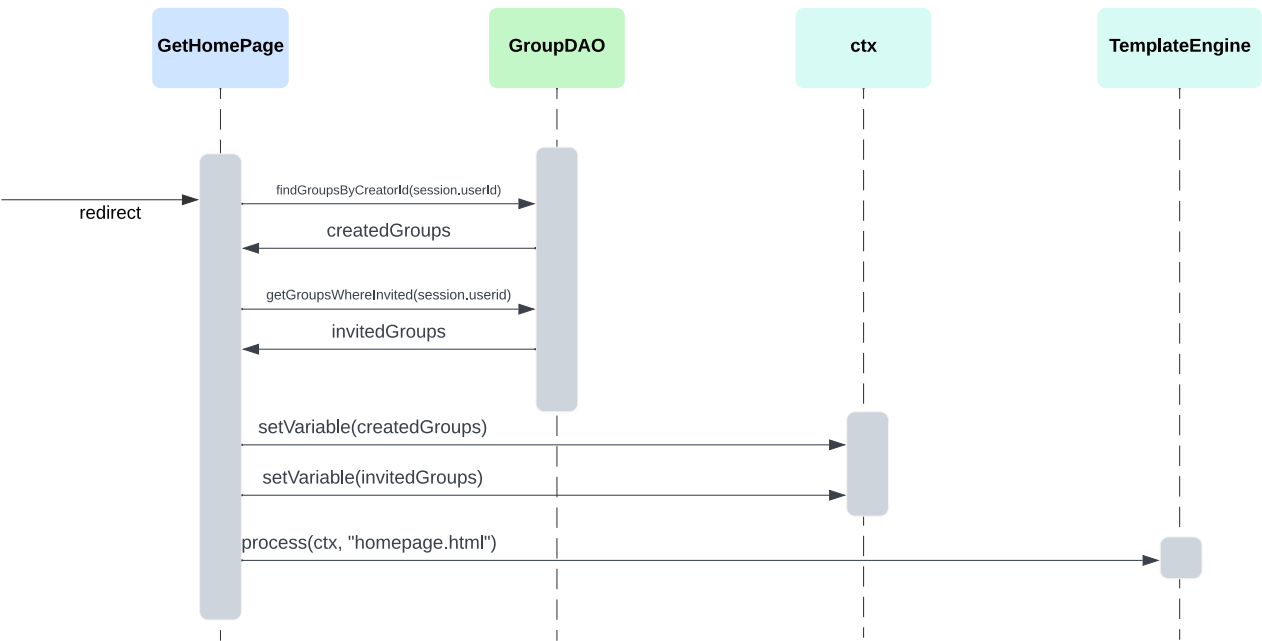 GetHomePage
GroupDAO
ctx
TemplateEngine
redirect
findGroupsByCreatorId(session.userId)
createdGroups
getGroupsWhereInvited(session.userid)
invitedGroups
setVariable(createdGroups)
setVariable(invitedGroups)
process(ctx, "homepage.html")